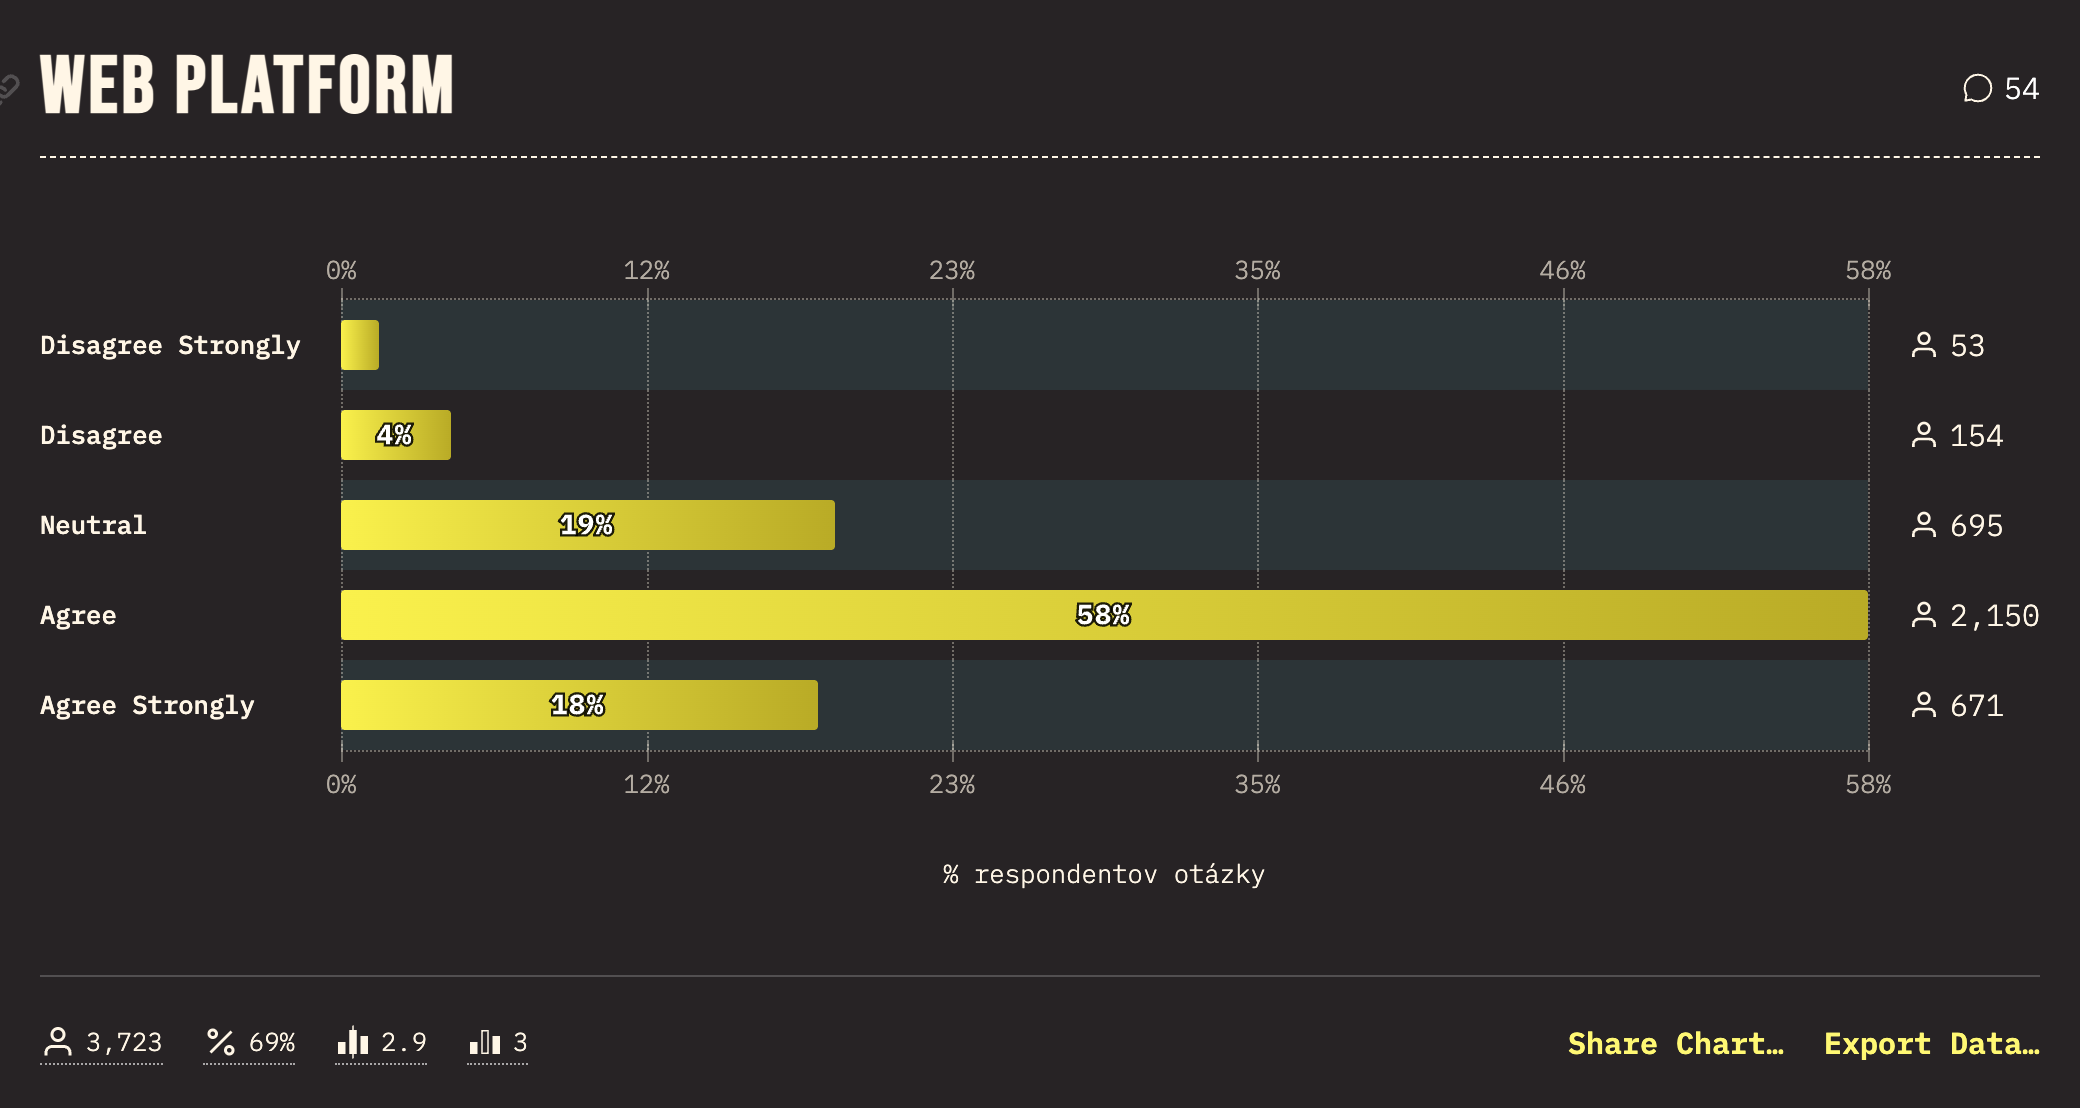 WEB PLATFORM
54
0% 12% 23% 35% 46% 58%
Disagree Strongly 53
Disagree 4% 154
Neutral 19% 695
Agree 58% 2,150
Agree Strongly 18% 671
0% 12% 23% 35% 46% 58%
% respondentov otázky
3,723 69% 2.9 3 Share Chart… Export Data…